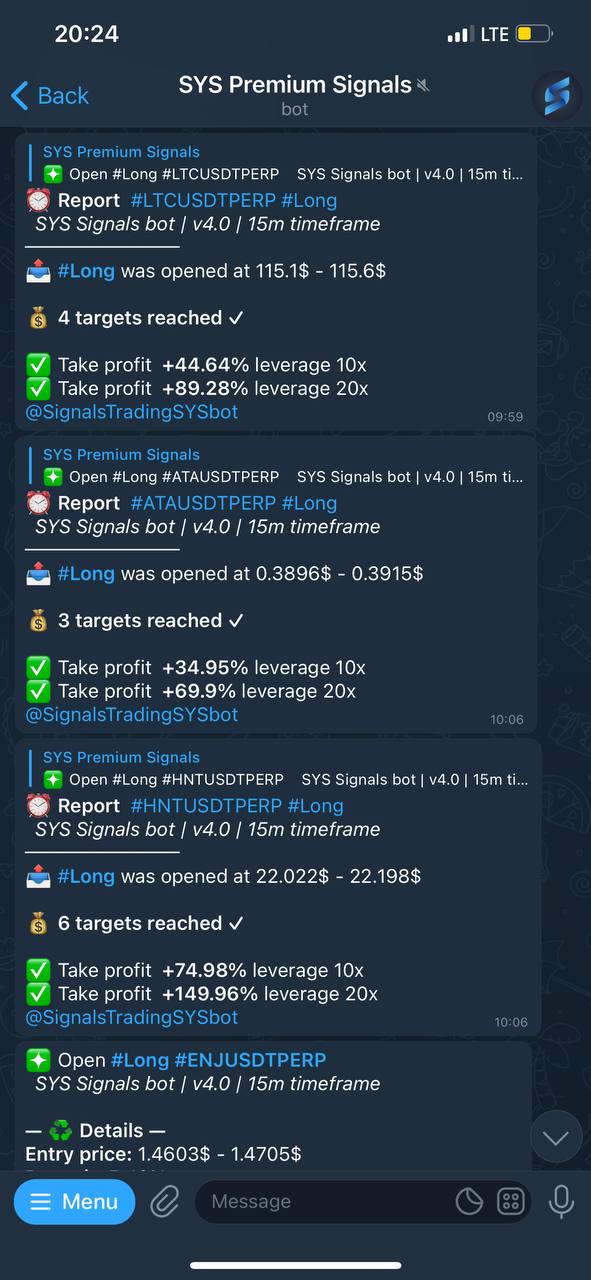 20:24
LTE
Back
SYS Premium Signals
bot
SYS Premium Signals
Open #Long #LTCUSDTPERP SYS Signals bot | v4.0 | 15m ti...
Report #LTCUSDTPERP #Long
SYS Signals bot | v4.0 | 15m timeframe
#Long was opened at 115.1$ - 115.6$
4 targets reached ✓
Take profit +44.64% leverage 10x
Take profit +89.28% leverage 20x
@SignalsTradingSYSbot
09:59
SYS Premium Signals
Open #Long #ATAUSDTPERP SYS Signals bot | v4.0 | 15m ti...
Report #ATAUSDTPERP #Long
SYS Signals bot | v4.0 | 15m timeframe
#Long was opened at 0.3896$ - 0.3915$
3 targets reached ✓
Take profit +34.95% leverage 10x
Take profit +69.9% leverage 20x
@SignalsTradingSYSbot
10:06
SYS Premium Signals
Open #Long #HNTUSDTPERP SYS Signals bot | v4.0 | 15m ti...
Report #HNTUSDTPERP #Long
SYS Signals bot | v4.0 | 15m timeframe
#Long was opened at 22.022$ - 22.198$
6 targets reached ✓
Take profit +74.98% leverage 10x
Take profit +149.96% leverage 20x
@SignalsTradingSYSbot
10:06
Open #Long #ENJUSDTPERP
SYS Signals bot | v4.0 | 15m timeframe
— Details —
Entry price: 1.4603$ - 1.4705$
Menu
Message